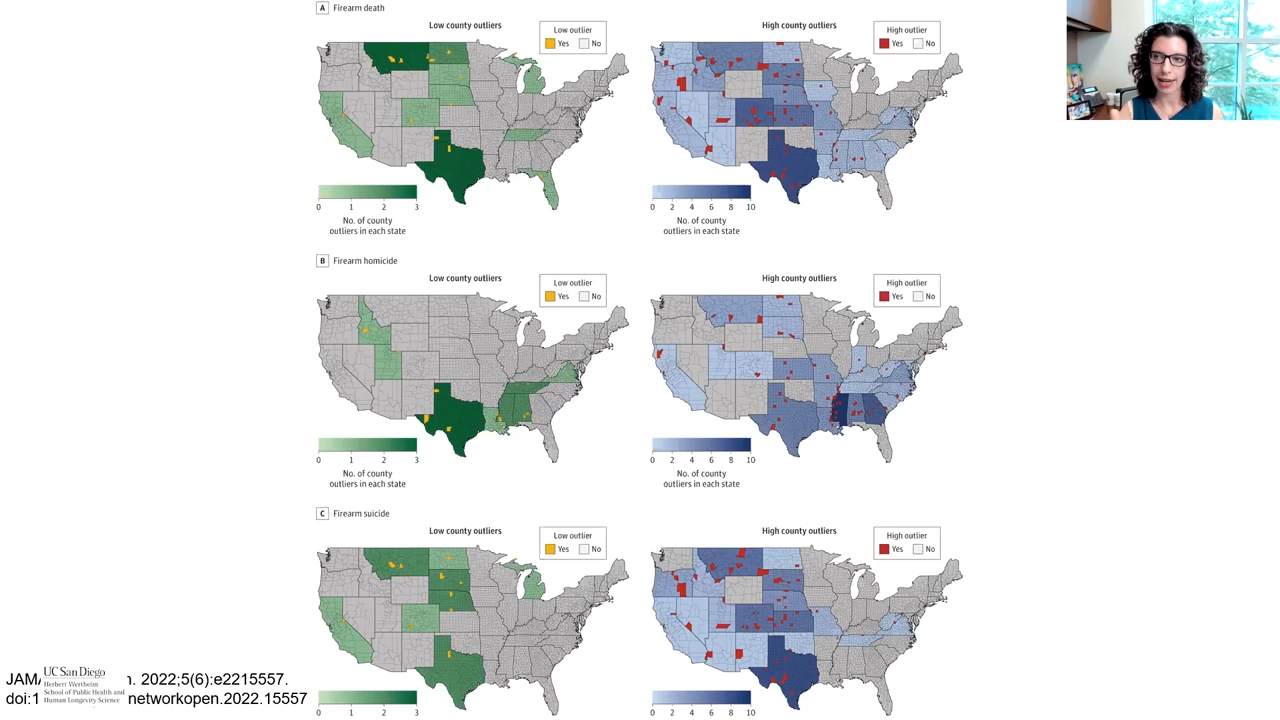 A Firearm death
Low county outliers
Low outlier
Yes No
0 1 2 3
No. of county
outliers in each state
High county outliers
High outlier
Yes No
0 2 4 6 8 10
No. of county
outliers in each state
B Firearm homicide
Low county outliers
Low outlier
Yes No
0 1 2 3
No. of county
outliers in each state
High county outliers
High outlier
Yes No
0 2 4 6 8 10
No. of county
outliers in each state
C Firearm suicide
Low county outliers
Low outlier
Yes No
0 1 2 3
High county outliers
High outlier
Yes No
0 2 4 6 8 10
JAMA n. 2022;5(6):e2215557.
doi:1 networkopen.2022.15557
UC San Diego
Herbert Wertheim
School of Public Health and
Human Longevity Science